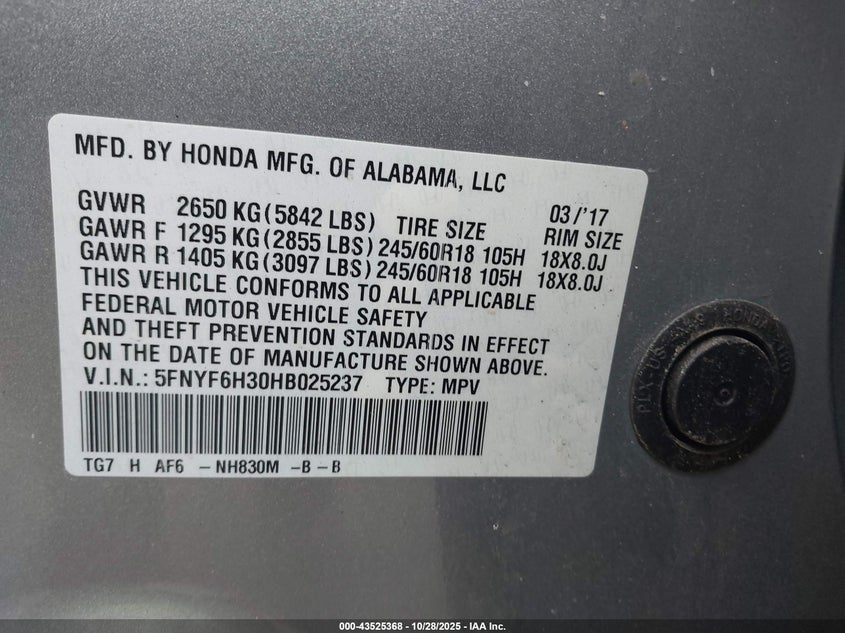 MFD. BY HONDA MFG. OF ALABAMA, LLC
03/'17
GVWR 2650 KG(5842 LBS) TIRE SIZE RIM SIZE
GAWR F 1295 KG(2855 LBS) 245/60R18 105H 18X8.0J
GAWR R 1405 KG(3097 LBS) 245/60R18 105H 18X8.0J
THIS VEHICLE CONFORMS TO ALL APPLICABLE
FEDERAL MOTOR VEHICLE SAFETY
AND THEFT PREVENTION STANDARDS IN EFFECT
ON THE DATE OF MANUFACTURE SHOWN ABOVE.
V.I.N.: 5FNYF6H30HB025237 TYPE: MPV
TG7 H AF6 -NH830M -B-B
HONDA
000-43525368 - 10/28/2025 - IAA Inc.